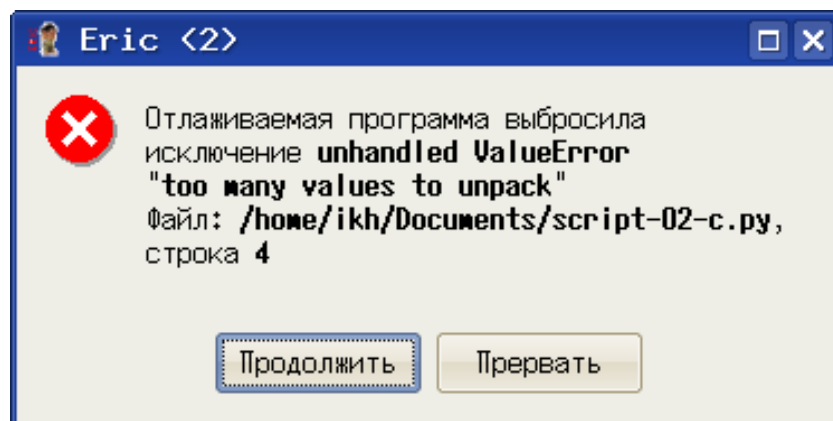 Eric <2>
Отлаживаемая программа выбросила
исключение unhandled ValueError
"too many values to unpack"
Файл: /home/ikh/Documents/script-02-c.py,
строка 4
Продолжить Прервать